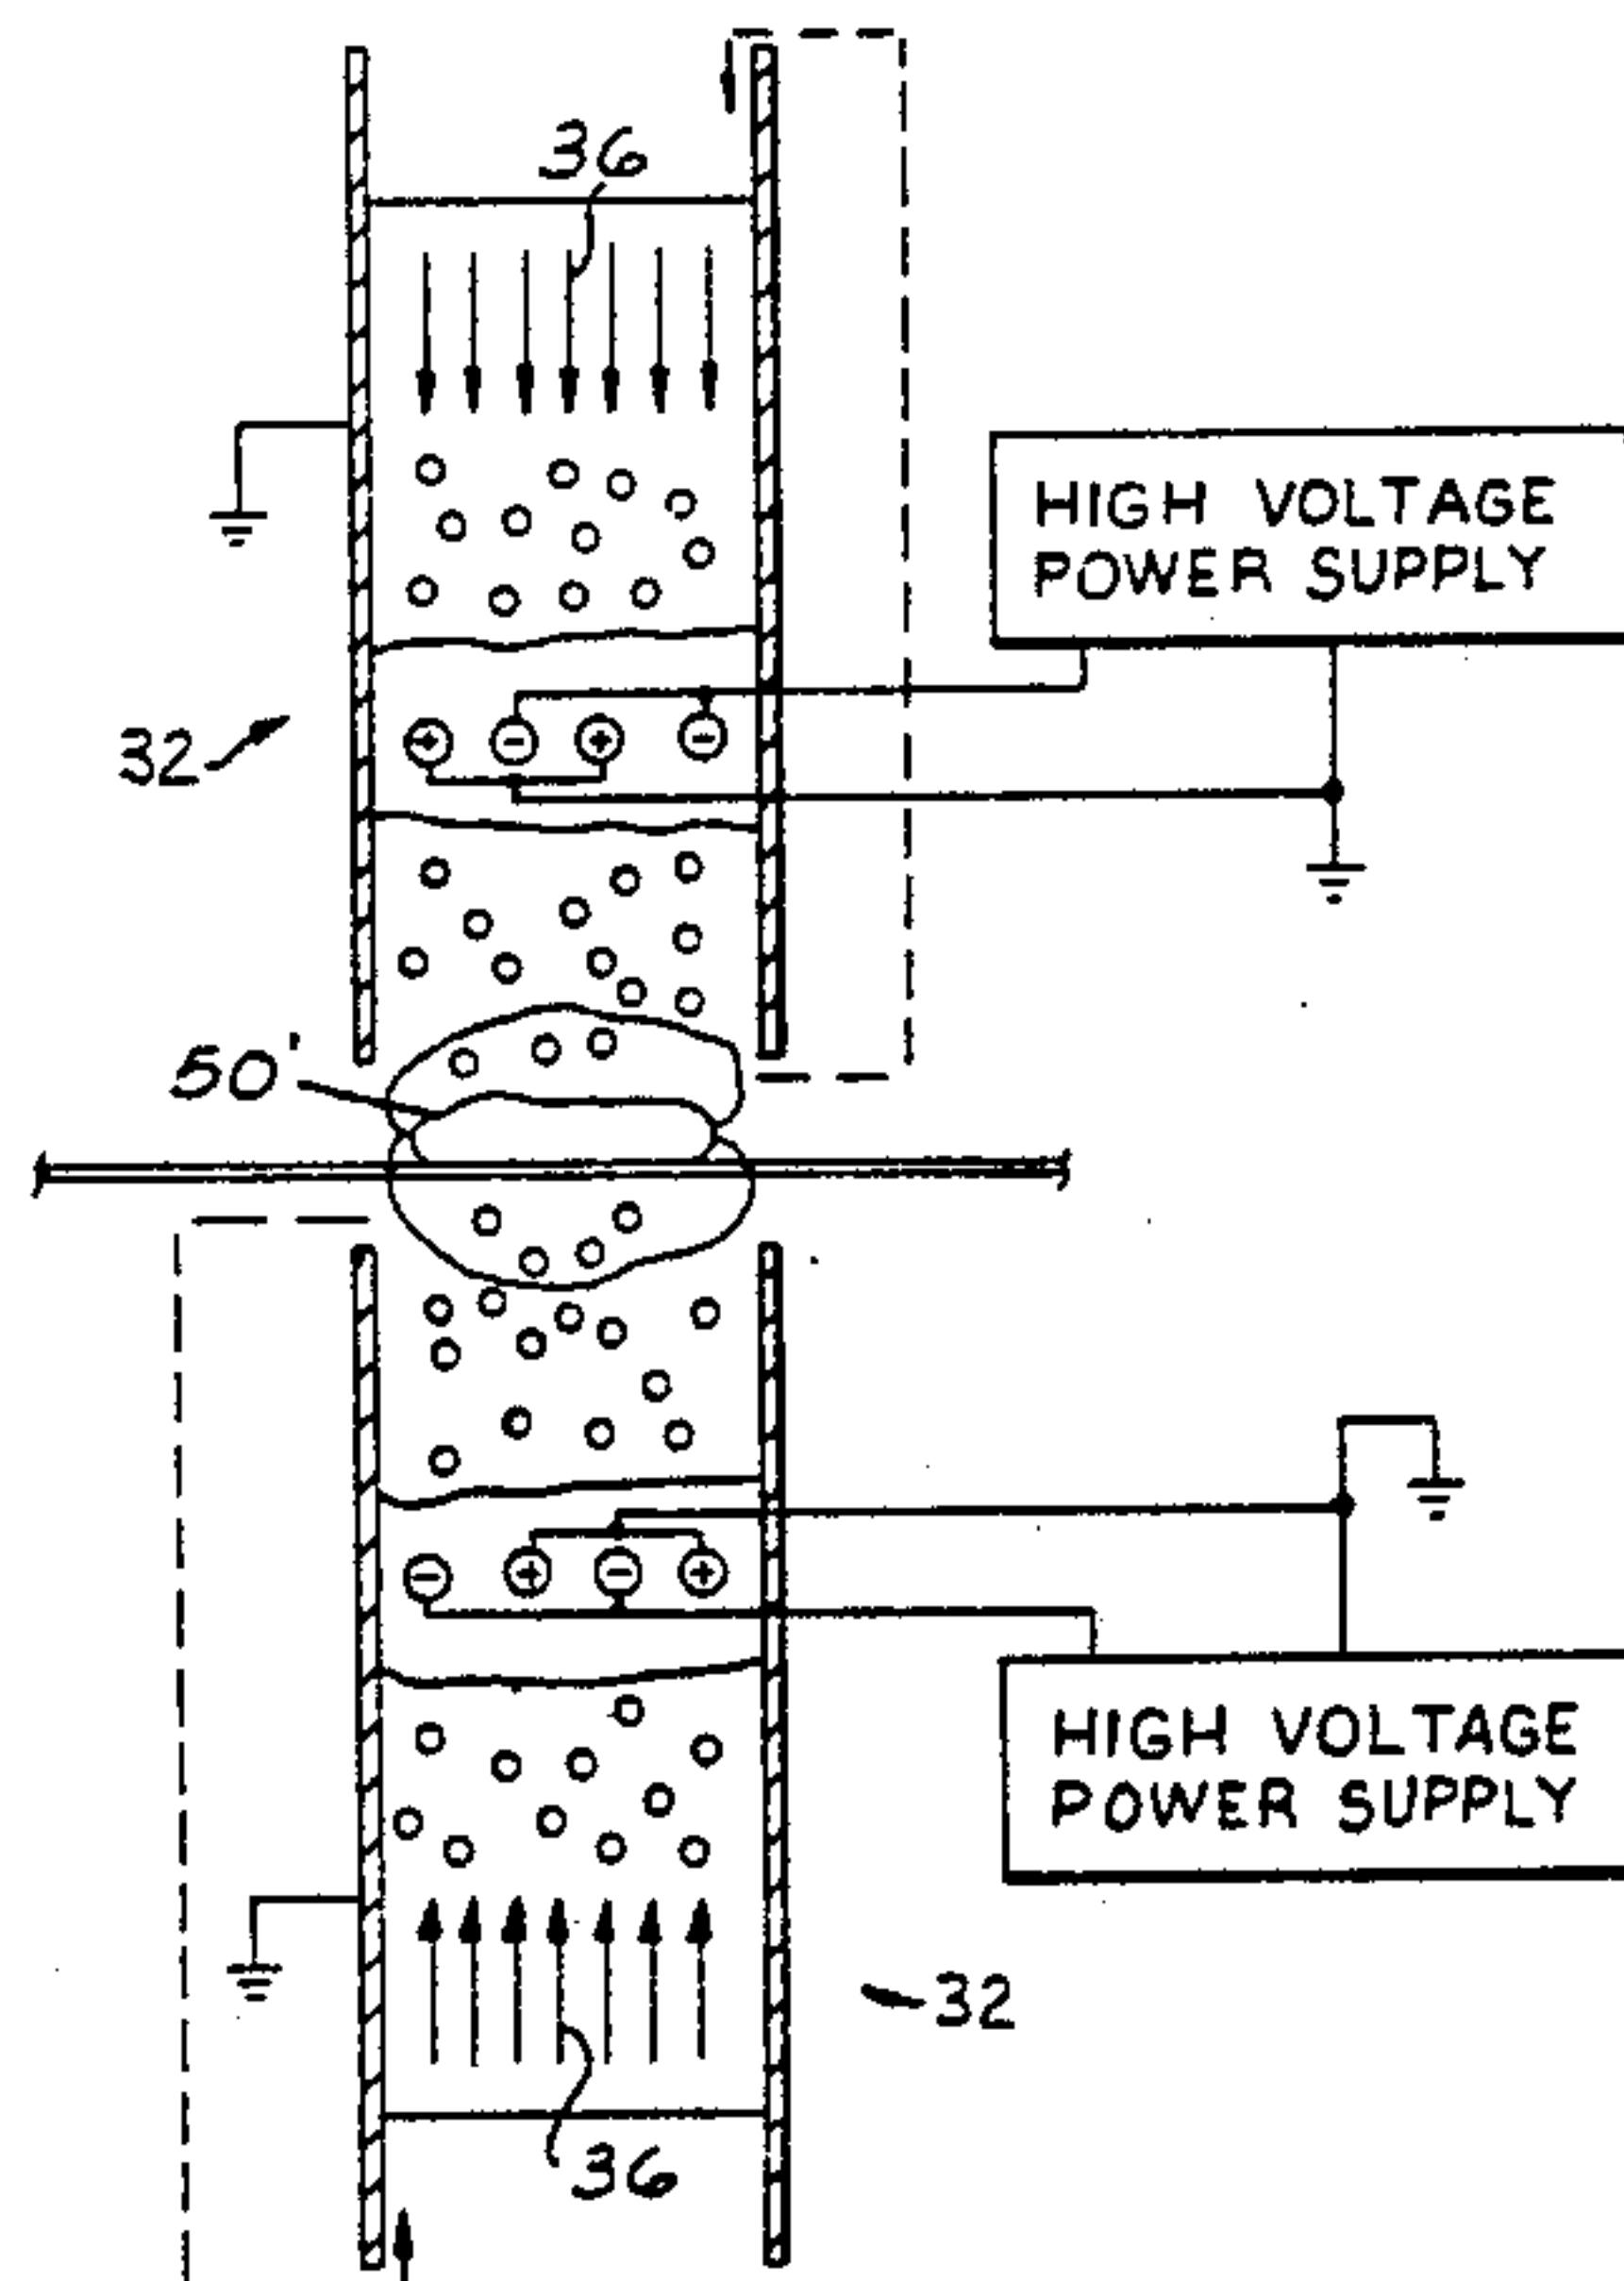 36
HIGH VOLTAGE
POWER SUPPLY
32
+ - + -
50'
- + - +
HIGH VOLTAGE
POWER SUPPLY
32
36